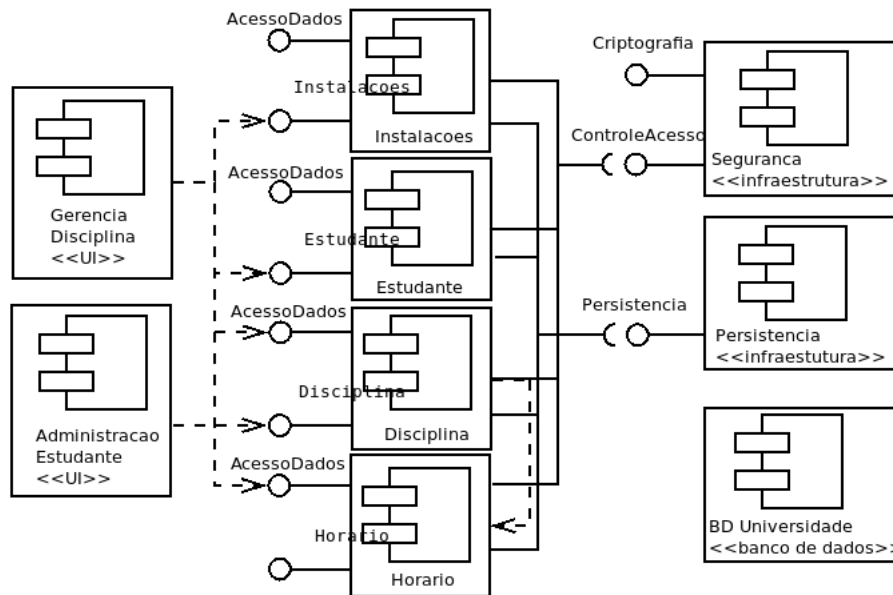 AcessoDados
Instalacoes
Instalacoes
Criptografia
ControleAcesso
Seguranca
<<infraestrutura>>
Gerencia
Disciplina
<<UI>>
AcessoDados
Estudante
Estudante
Persistencia
Persistencia
<<infraestutura>>
AcessoDados
Disciplina
Disciplina
Administracao
Estudante
<<UI>>
AcessoDados
Horario
Horario
BD Universidade
<<banco de dados>>